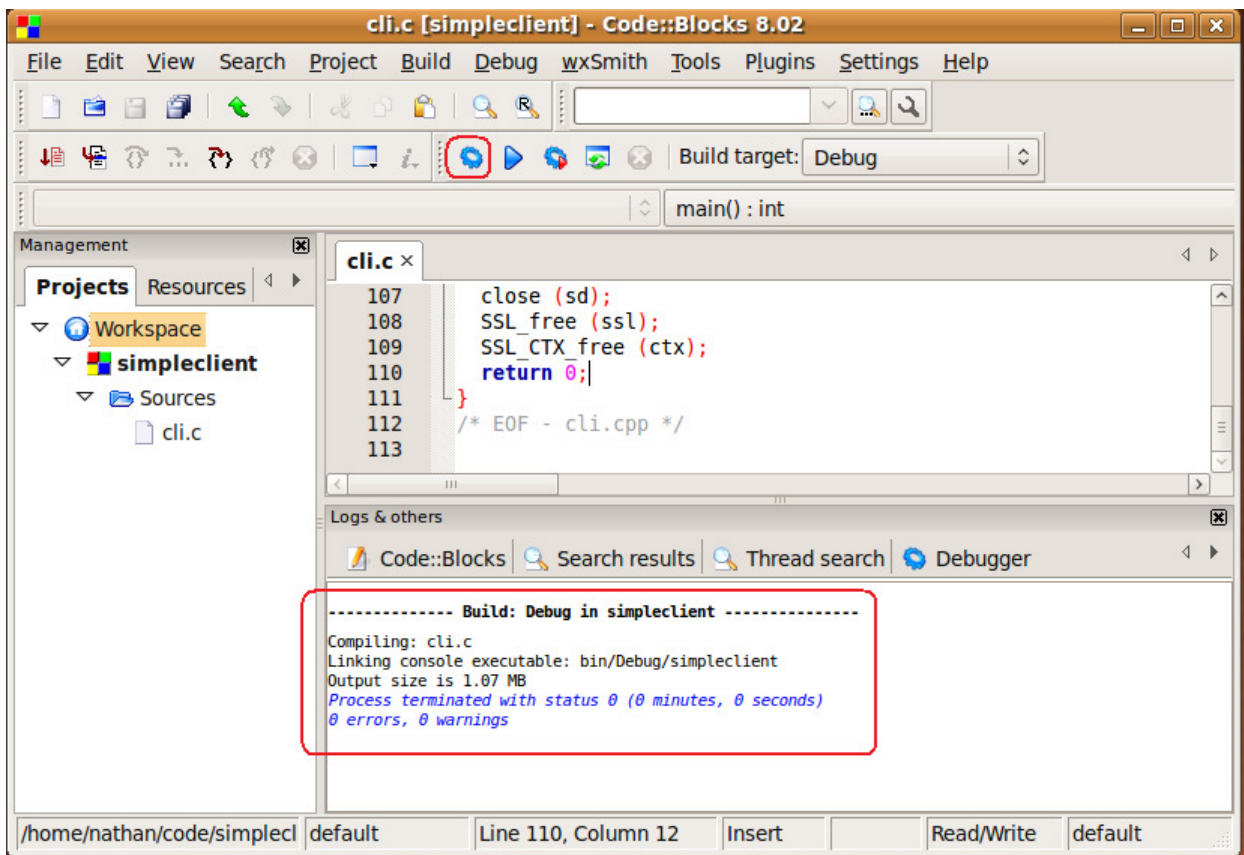 cli.c [simpleclient] - Code::Blocks 8.02
File Edit View Search Project Build Debug wxSmith Tools Plugins Settings Help
Build target: Debug
main() : int
Management
Projects Resources
Workspace
simpleclient
Sources
cli.c
cli.c
107 close (sd);
108 SSL_free (ssl);
109 SSL_CTX_free (ctx);
110 return 0;
111 }
112 /* EOF - cli.cpp */
113
Logs & others
Code::Blocks Search results Thread search Debugger
-------------- Build: Debug in simpleclient ---------------
Compiling: cli.c
Linking console executable: bin/Debug/simpleclient
Output size is 1.07 MB
Process terminated with status 0 (0 minutes, 0 seconds)
0 errors, 0 warnings
/home/nathan/code/simplecl default Line 110, Column 12 Insert Read/Write default